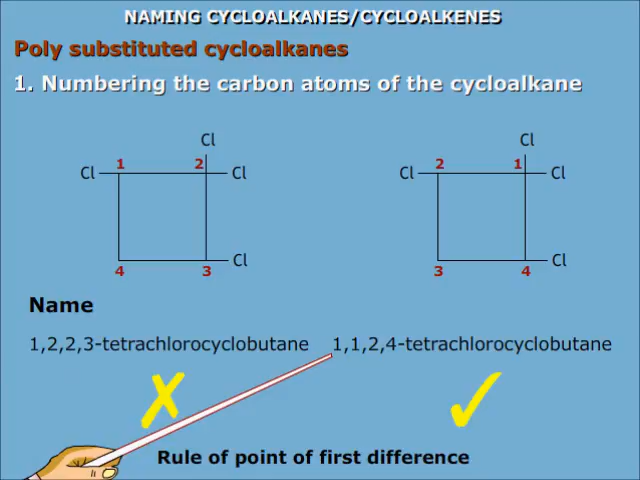 NAMING CYCLOALKANES/CYCLOALKENES
Poly substituted cycloalkanes
1. Numbering the carbon atoms of the cycloalkane
Cl Cl
1 2 2 1
Cl Cl Cl Cl
Cl Cl
4 3 3 4
Name
1,2,2,3-tetrachlorocyclobutane 1,1,2,4-tetrachlorocyclobutane
Rule of point of first difference